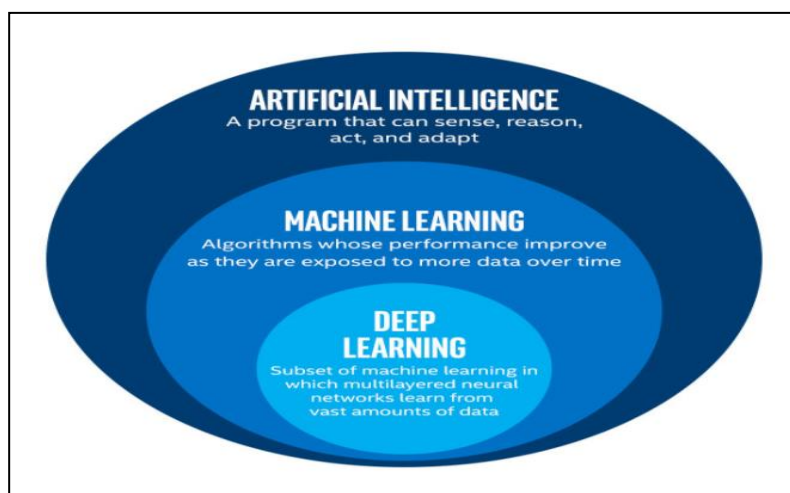 ARTIFICIAL INTELLIGENCE
A program that can sense, reason,
act, and adapt
MACHINE LEARNING
Algorithms whose performance improve
as they are exposed to more data over time
DEEP
LEARNING
Subset of machine learning in
which multilayered neural
networks learn from
vast amounts of data